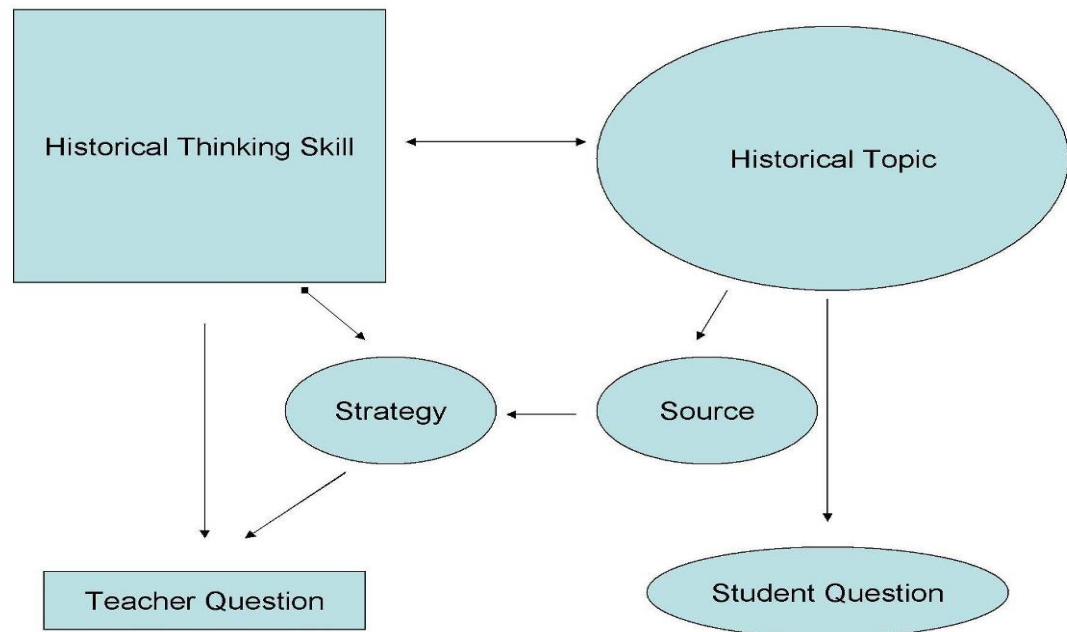 Historical Thinking Skill
Historical Topic
Strategy
Source
Teacher Question
Student Question